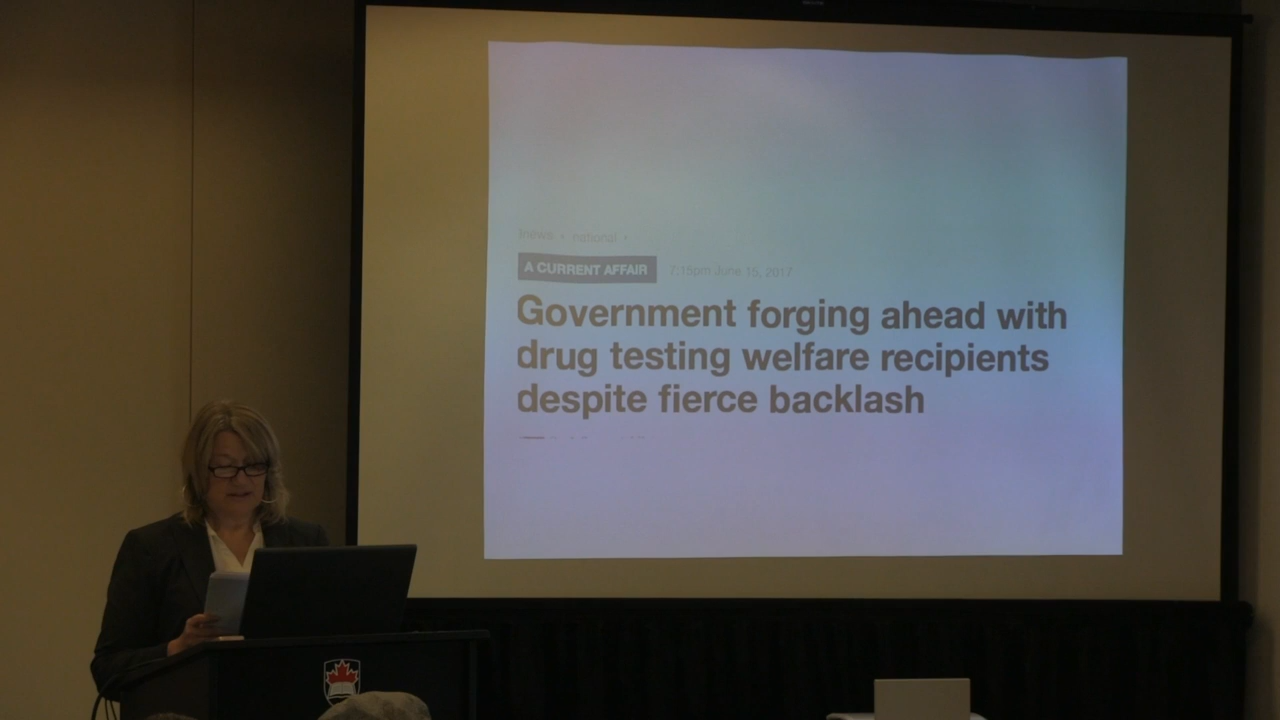 9news • national •
A CURRENT AFFAIR 7:15pm June 15, 2017
Government forging ahead with
drug testing welfare recipients
despite fierce backlash